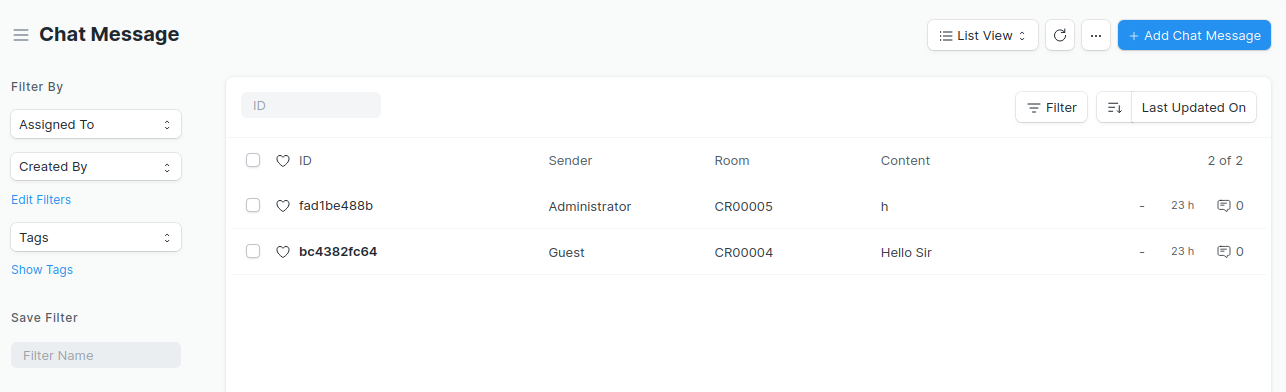 Chat Message
List View
...
+ Add Chat Message
Filter By
Assigned To
Created By
Edit Filters
Tags
Show Tags
Save Filter
Filter Name
ID
Filter
Last Updated On
ID Sender Room Content 2 of 2
fad1be488b Administrator CR00005 h - 23 h 0
bc4382fc64 Guest CR00004 Hello Sir - 23 h 0